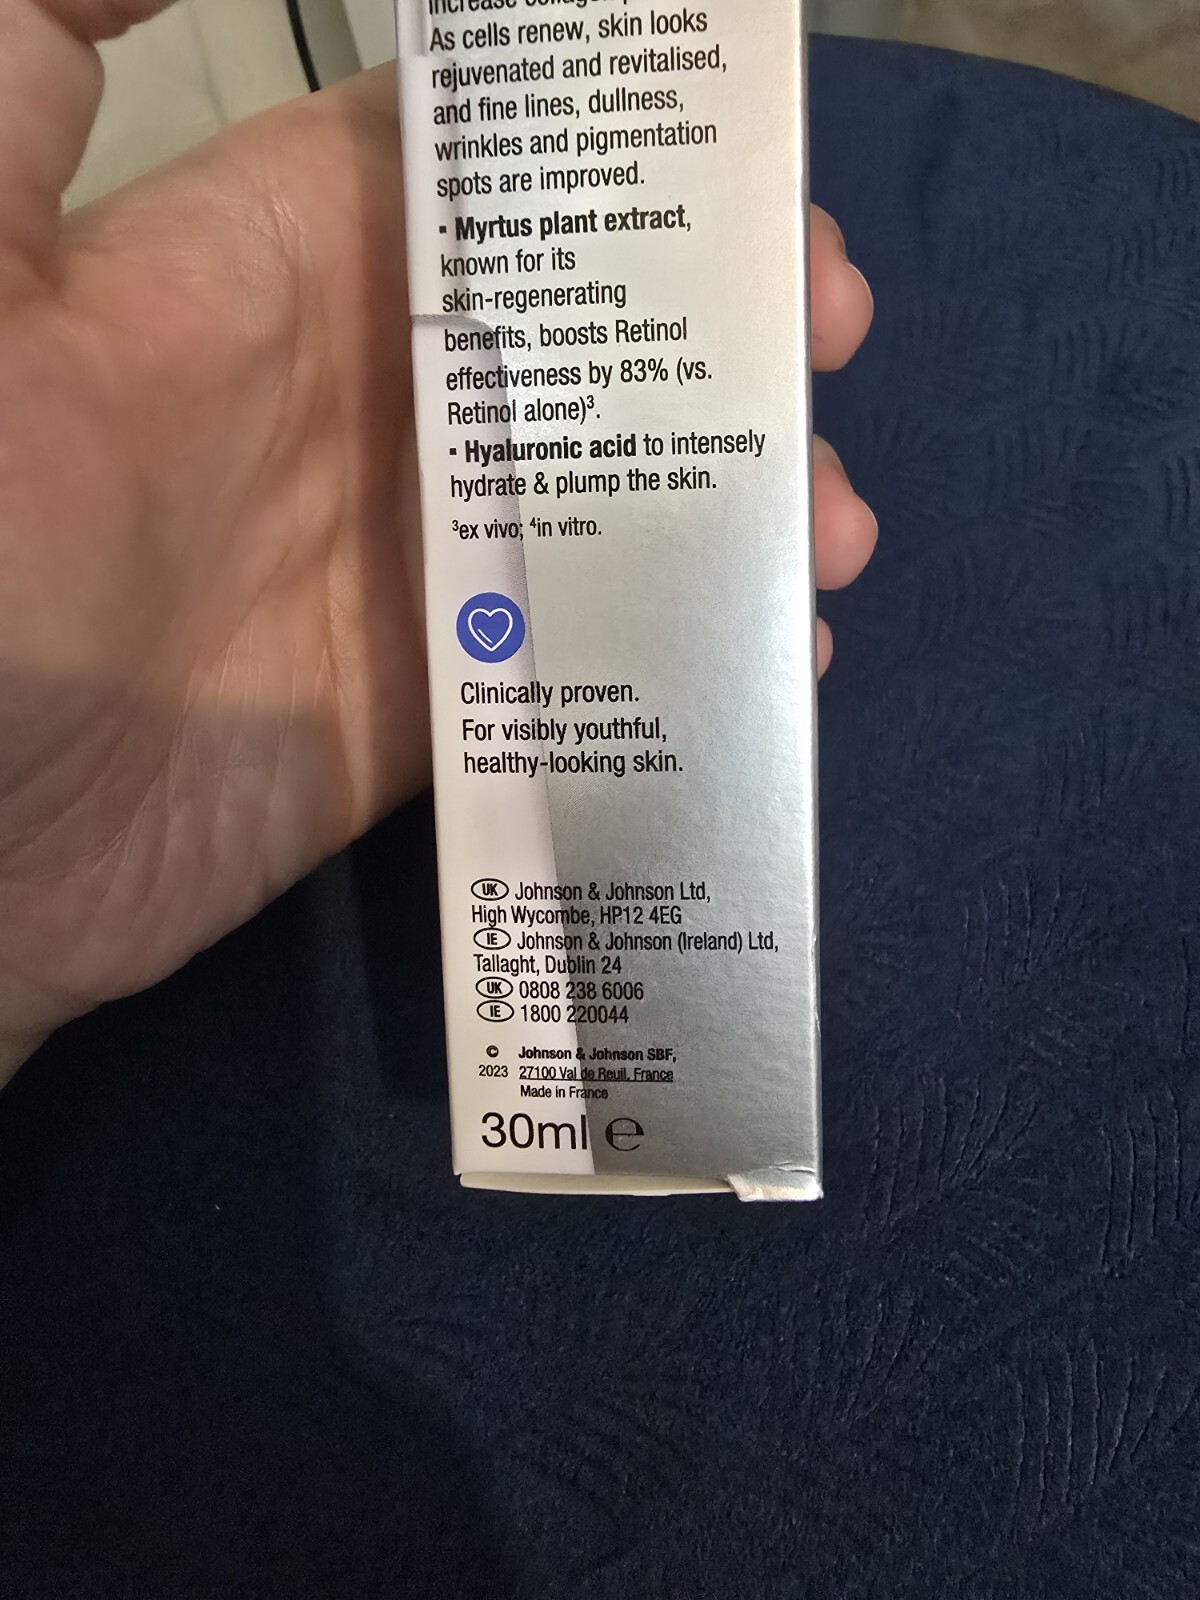 increase
As cells renew, skin looks
rejuvenated and revitalised,
and fine lines, dullness,
wrinkles and pigmentation
spots are improved.
▪ Myrtus plant extract,
known for its
skin-regenerating
benefits, boosts Retinol
effectiveness by 83% (vs.
Retinol alone)³.
▪ Hyaluronic acid to intensely
hydrate & plump the skin.
³ex vivo; ⁴in vitro.
Clinically proven.
For visibly youthful,
healthy-looking skin.
UK Johnson & Johnson Ltd,
High Wycombe, HP12 4EG
IE Johnson & Johnson (Ireland) Ltd,
Tallaght, Dublin 24
UK 0808 238 6006
IE 1800 220044
© Johnson & Johnson SBF,
2023 27100 Val de Reuil, France
Made in France
30ml ℮